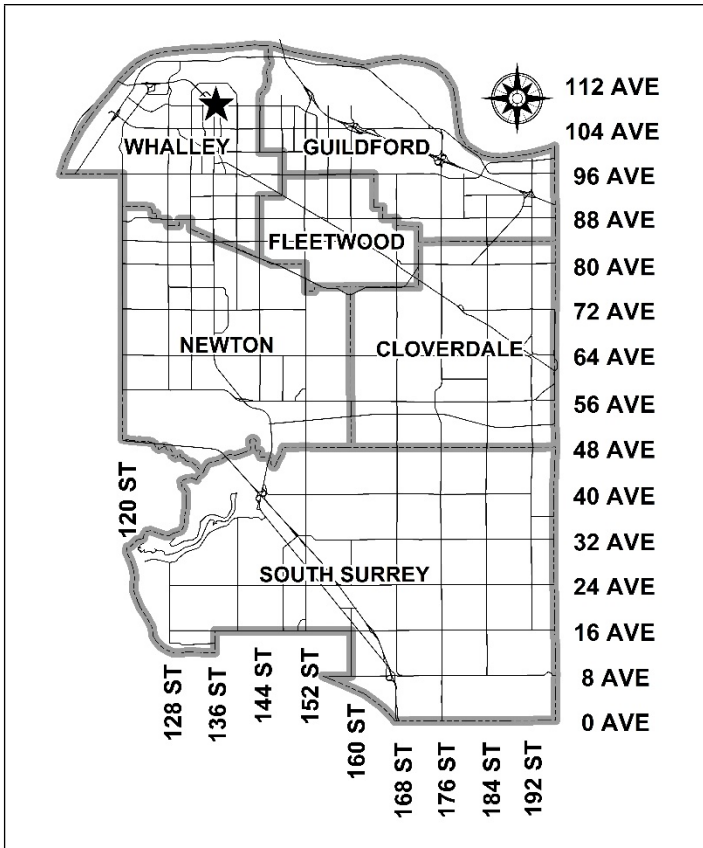 112 AVE
104 AVE
WHALLEY
GUILDFORD
96 AVE
88 AVE
FLEETWOOD
80 AVE
72 AVE
NEWTON
CLOVERDALE
64 AVE
56 AVE
48 AVE
120 ST
40 AVE
32 AVE
SOUTH SURREY
24 AVE
16 AVE
128 ST
136 ST
144 ST
152 ST
160 ST
8 AVE
0 AVE
168 ST
176 ST
184 ST
192 ST